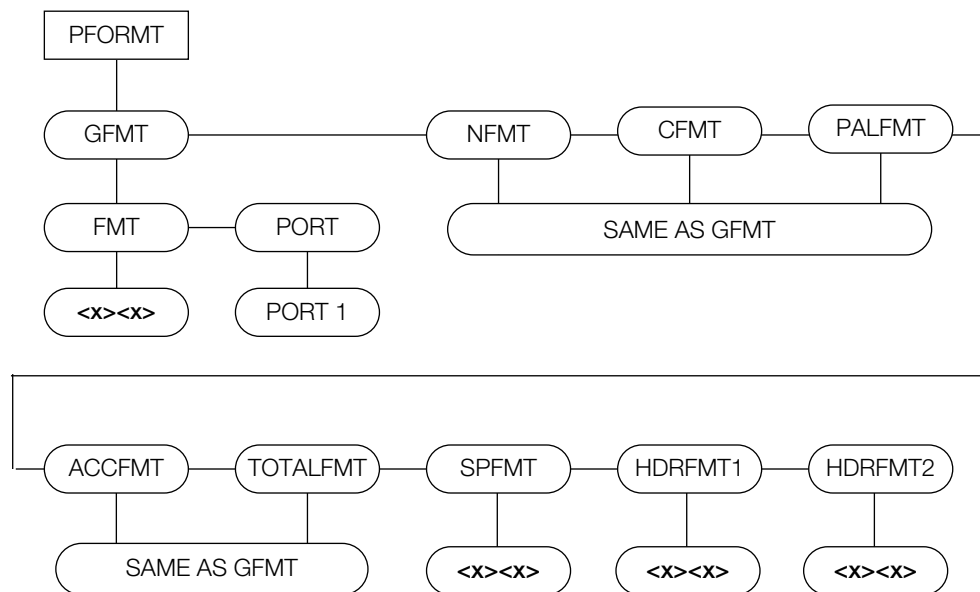 PFORMT
GFMT
NFMT
CFMT
PALFMT
FMT
PORT
SAME AS GFMT
<x><x>
PORT 1
ACCFMT
TOTALFMT
SPFMT
HDRFMT1
HDRFMT2
SAME AS GFMT
<x><x>
<x><x>
<x><x>